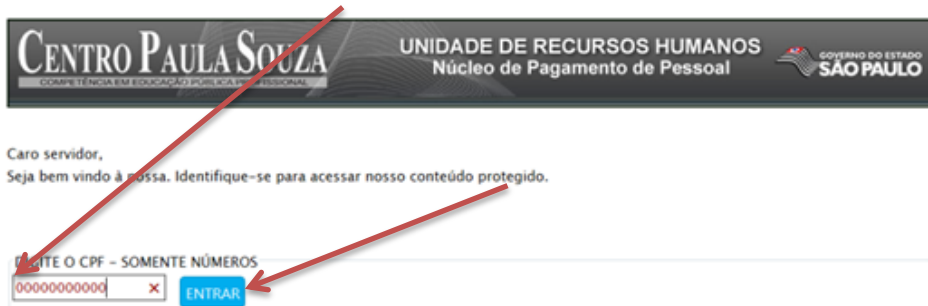 CENTRO PAULA SOUZA
COMPETÊNCIA EM EDUCAÇÃO PÚBLICA PROFISSIONAL
UNIDADE DE RECURSOS HUMANOS
Núcleo de Pagamento de Pessoal
GOVERNO DO ESTADO
SÃO PAULO
Caro servidor,
Seja bem vindo à nossa. Identifique-se para acessar nosso conteúdo protegido.
DIGITE O CPF - SOMENTE NÚMEROS
00000000000 ×
ENTRAR